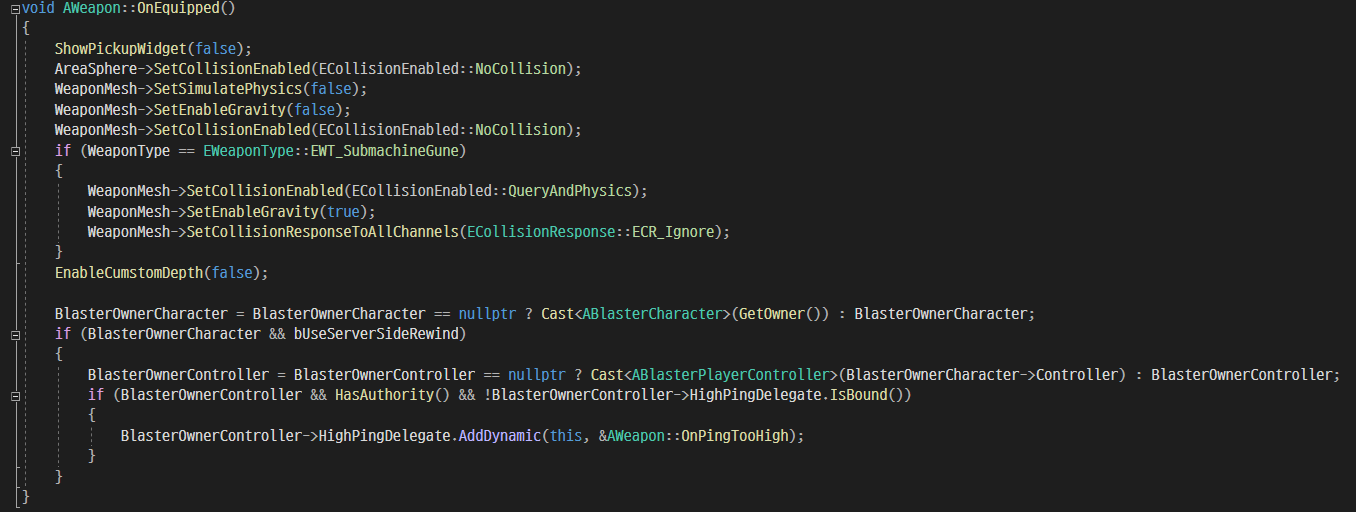 void AWeapon::OnEquipped()
{
    ShowPickupWidget(false);
    AreaSphere->SetCollisionEnabled(ECollisionEnabled::NoCollision);
    WeaponMesh->SetSimulatePhysics(false);
    WeaponMesh->SetEnableGravity(false);
    WeaponMesh->SetCollisionEnabled(ECollisionEnabled::NoCollision);
    if (WeaponType == EWeaponType::EWT_SubmachineGune)
    {
        WeaponMesh->SetCollisionEnabled(ECollisionEnabled::QueryAndPhysics);
        WeaponMesh->SetEnableGravity(true);
        WeaponMesh->SetCollisionResponseToAllChannels(ECollisionResponse::ECR_Ignore);
    }
    EnableCumstomDepth(false);

    BlasterOwnerCharacter = BlasterOwnerCharacter == nullptr ? Cast<ABlasterCharacter>(GetOwner()) : BlasterOwnerCharacter;
    if (BlasterOwnerCharacter && bUseServerSideRewind)
    {
        BlasterOwnerController = BlasterOwnerController == nullptr ? Cast<ABlasterPlayerController>(BlasterOwnerCharacter->Controller) : BlasterOwnerController;
        if (BlasterOwnerController && HasAuthority() && !BlasterOwnerController->HighPingDelegate.IsBound())
        {
            BlasterOwnerController->HighPingDelegate.AddDynamic(this, &AWeapon::OnPingTooHigh);
        }
    }
}